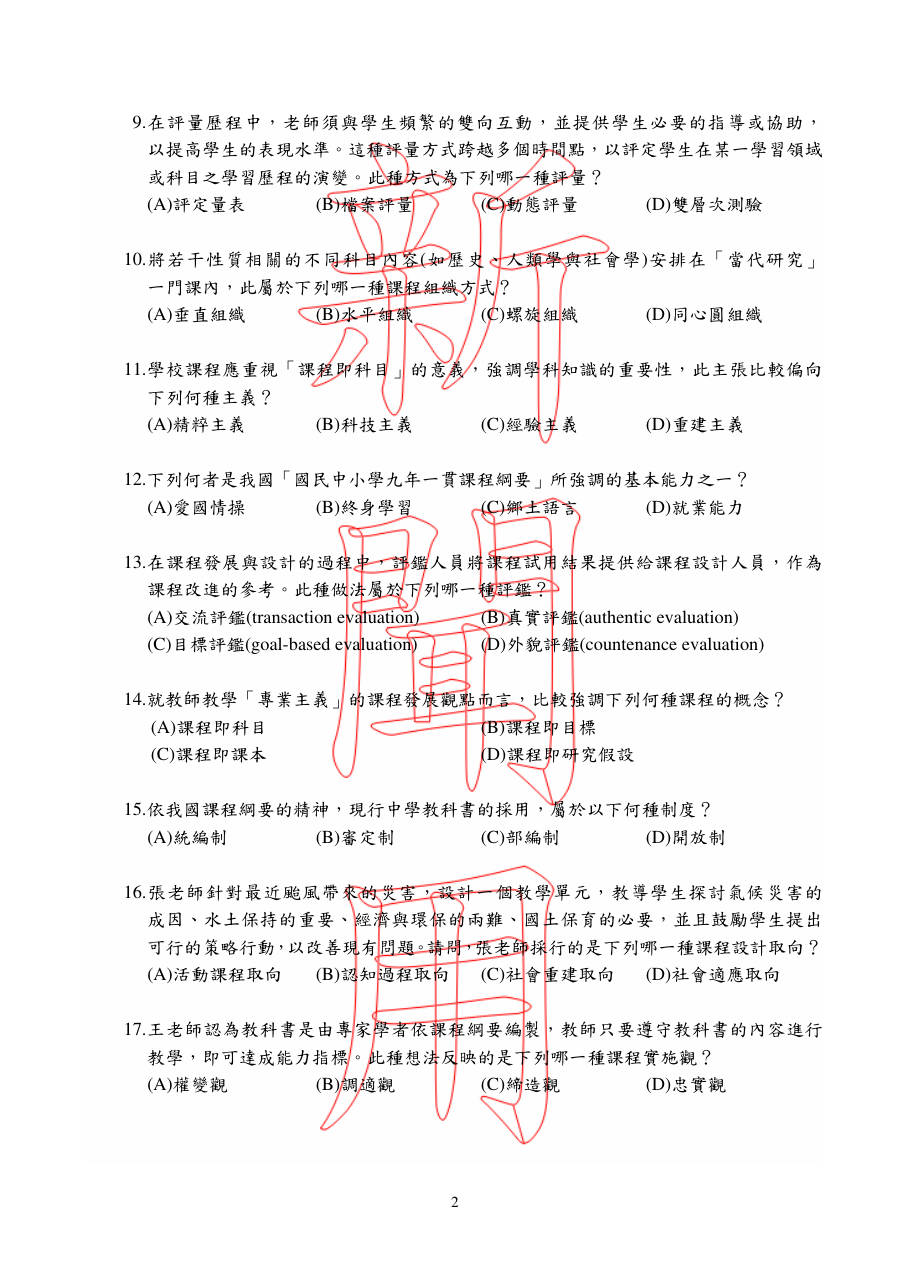 9.在評量歷程中，老師須與學生頻繁的雙向互動，並提供學生必要的指導或協助，
以提高學生的表現水準。這種評量方式跨越多個時間點，以評定學生在某一學習領域
或科目之學習歷程的演變。此種方式為下列哪一種評量？
(A)評定量表 (B)檔案評量 (C)動態評量 (D)雙層次測驗
10.將若干性質相關的不同科目內容(如歷史、人類學與社會學)安排在「當代研究」
一門課內，此屬於下列哪一種課程組織方式？
(A)垂直組織 (B)水平組織 (C)螺旋組織 (D)同心圓組織
11.學校課程應重視「課程即科目」的意義，強調學科知識的重要性，此主張比較偏向
下列何種主義？
(A)精粹主義 (B)科技主義 (C)經驗主義 (D)重建主義
12.下列何者是我國「國民中小學九年一貫課程綱要」所強調的基本能力之一？
(A)愛國情操 (B)終身學習 (C)鄉土語言 (D)就業能力
13.在課程發展與設計的過程中，評鑑人員將課程試用結果提供給課程設計人員，作為
課程改進的參考。此種做法屬於下列哪一種評鑑？
(A)交流評鑑(transaction evaluation) (B)真實評鑑(authentic evaluation)
(C)目標評鑑(goal-based evaluation) (D)外貌評鑑(countenance evaluation)
14.就教師教學「專業主義」的課程發展觀點而言，比較強調下列何種課程的概念？
(A)課程即科目 (B)課程即目標
(C)課程即課本 (D)課程即研究假設
15.依我國課程綱要的精神，現行中學教科書的採用，屬於以下何種制度？
(A)統編制 (B)審定制 (C)部編制 (D)開放制
16.張老師針對最近颱風帶來的災害，設計一個教學單元，教導學生探討氣候災害的
成因、水土保持的重要、經濟與環保的兩難、國土保育的必要，並且鼓勵學生提出
可行的策略行動，以改善現有問題。請問，張老師採行的是下列哪一種課程設計取向？
(A)活動課程取向 (B)認知過程取向 (C)社會重建取向 (D)社會適應取向
17.王老師認為教科書是由專家學者依課程綱要編製，教師只要遵守教科書的內容進行
教學，即可達成能力指標。此種想法反映的是下列哪一種課程實施觀？
(A)權變觀 (B)調適觀 (C)締造觀 (D)忠實觀
新聞用
2